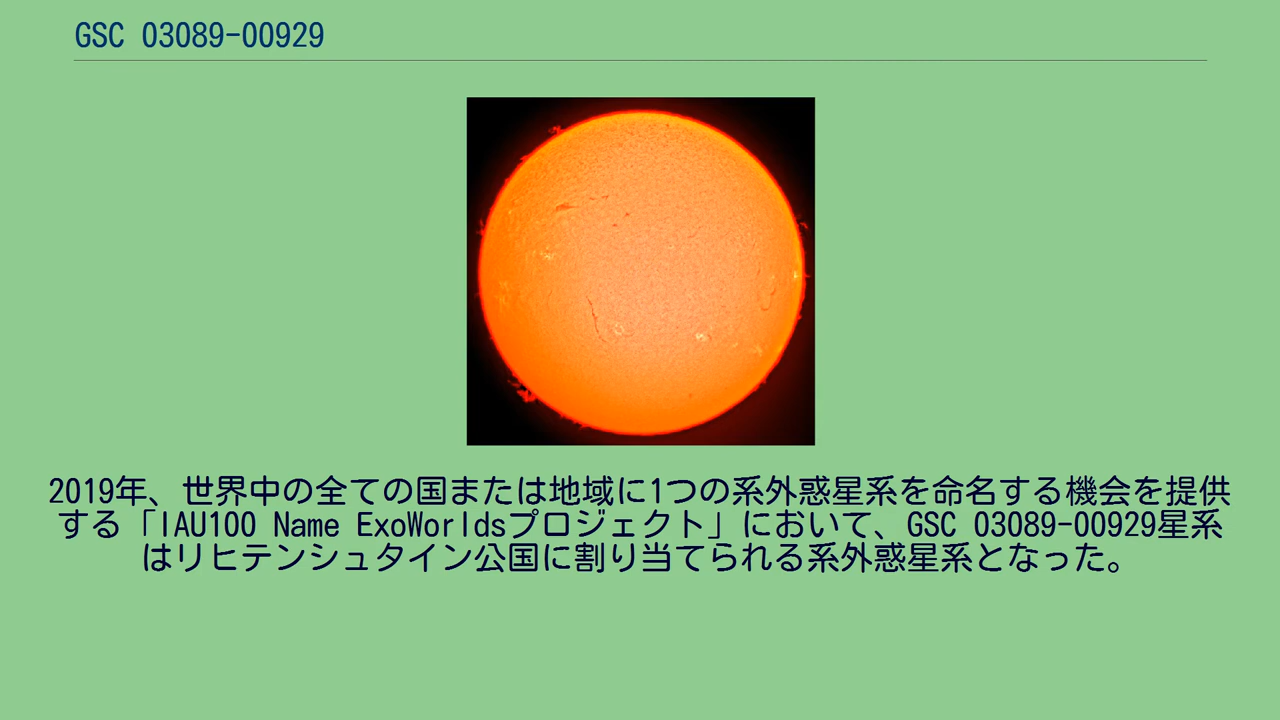 GSC 03089-00929
2019年、世界中の全ての国または地域に1つの系外惑星系を命名する機会を提供
する「IAU100 Name ExoWorldsプロジェクト」において、GSC 03089-00929星系
はリヒテンシュタイン公国に割り当てられる系外惑星系となった。